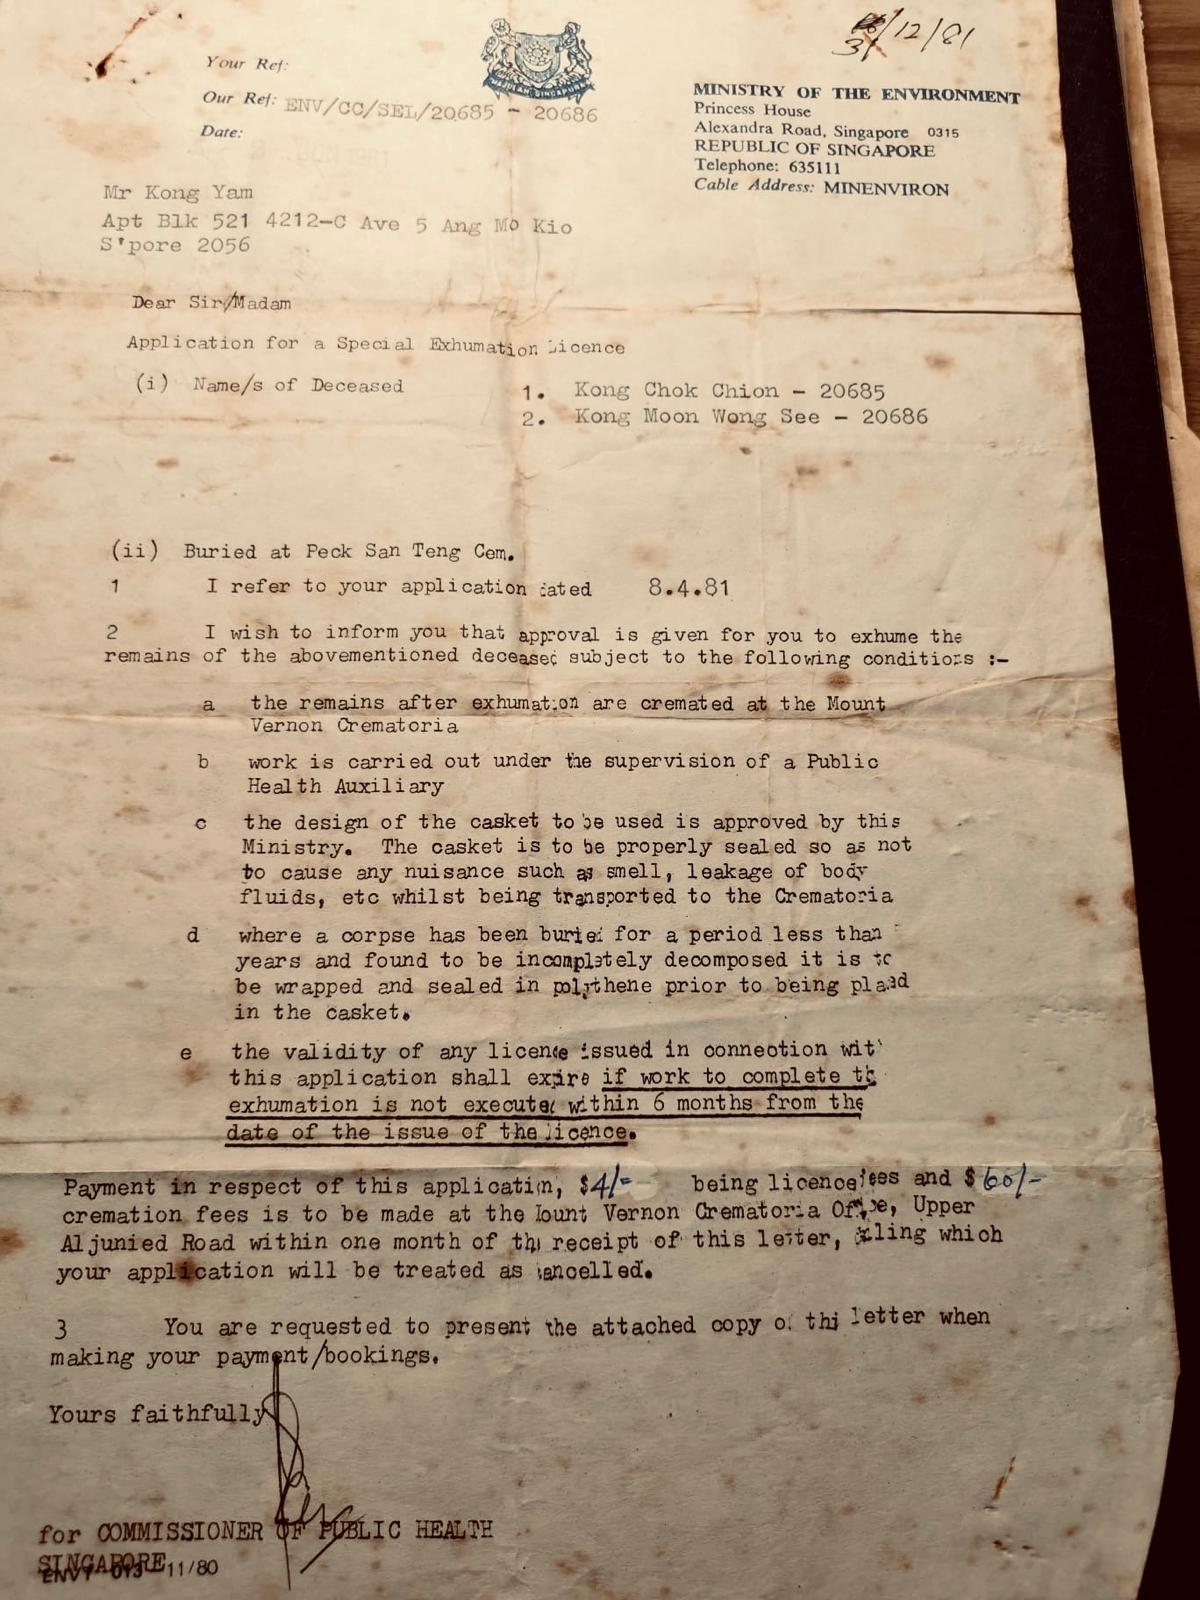 31/12/81
MAJULAH SINGAPURA
Your Ref:
Our Ref: ENV/CC/SEL/20685 - 20686
Date:
MINISTRY OF THE ENVIRONMENT
Princess House
Alexandra Road, Singapore 0315
REPUBLIC OF SINGAPORE
Telephone: 635111
Cable Address: MINENVIRON
Mr Kong Yam
Apt Blk 521 4212-C Ave 5 Ang Mo Kio
S'pore 2056
Dear Sir/Madam
Application for a Special Exhumation Licence
(i) Name/s of Deceased
1. Kong Chok Chion - 20685
2. Kong Moon Wong See - 20686
(ii) Buried at Peck San Teng Cem.
1 I refer to your application dated 8.4.81
2 I wish to inform you that approval is given for you to exhume the
remains of the abovementioned deceased subject to the following conditions :-
a the remains after exhumation are cremated at the Mount
Vernon Crematoria
b work is carried out under the supervision of a Public
Health Auxiliary
c the design of the casket to be used is approved by this
Ministry. The casket is to be properly sealed so as not
to cause any nuisance such as smell, leakage of body
fluids, etc whilst being transported to the Crematoria
d where a corpse has been buried for a period less than
years and found to be incompletely decomposed it is to
be wrapped and sealed in polythene prior to being placed
in the casket.
e the validity of any licence issued in connection with
this application shall expire if work to complete the
exhumation is not executed within 6 months from the
date of the issue of the licence.
Payment in respect of this application, $4/- being licence fees and $60/-
cremation fees is to be made at the Mount Vernon Crematoria Office, Upper
Aljunied Road within one month of the receipt of this letter, failing which
your application will be treated as cancelled.
3 You are requested to present the attached copy of this letter when
making your payment/bookings.
Yours faithfully
for COMMISSIONER OF PUBLIC HEALTH
SINGAPORE
ENVT 013 11/80